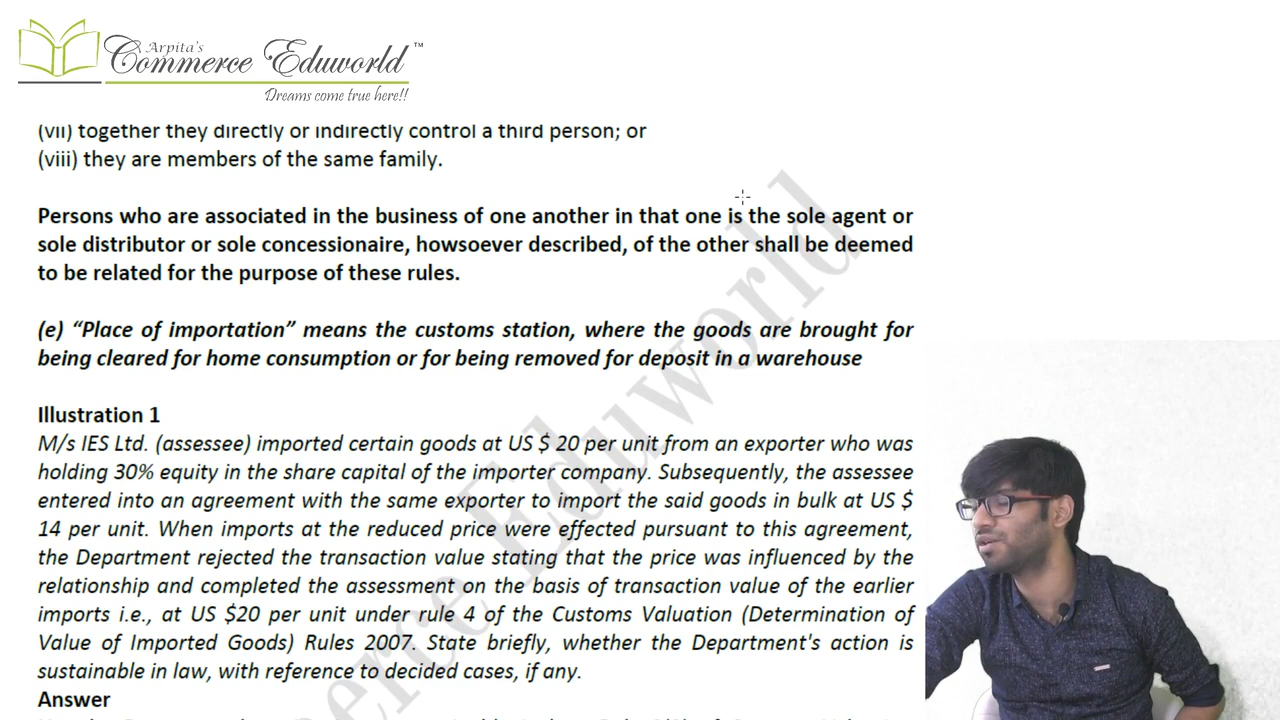 Arpita's
Commerce Eduworld™
Dreams come true here!!
(vii) together they directly or indirectly control a third person; or
(viii) they are members of the same family.
Persons who are associated in the business of one another in that one is the sole agent or
sole distributor or sole concessionaire, howsoever described, of the other shall be deemed
to be related for the purpose of these rules.
(e) “Place of importation” means the customs station, where the goods are brought for
being cleared for home consumption or for being removed for deposit in a warehouse
Illustration 1
M/s IES Ltd. (assessee) imported certain goods at US $ 20 per unit from an exporter who was
holding 30% equity in the share capital of the importer company. Subsequently, the assessee
entered into an agreement with the same exporter to import the said goods in bulk at US $
14 per unit. When imports at the reduced price were effected pursuant to this agreement,
the Department rejected the transaction value stating that the price was influenced by the
relationship and completed the assessment on the basis of transaction value of the earlier
imports i.e., at US $20 per unit under rule 4 of the Customs Valuation (Determination of
Value of Imported Goods) Rules 2007. State briefly, whether the Department's action is
sustainable in law, with reference to decided cases, if any.
Answer
erce Eduworld